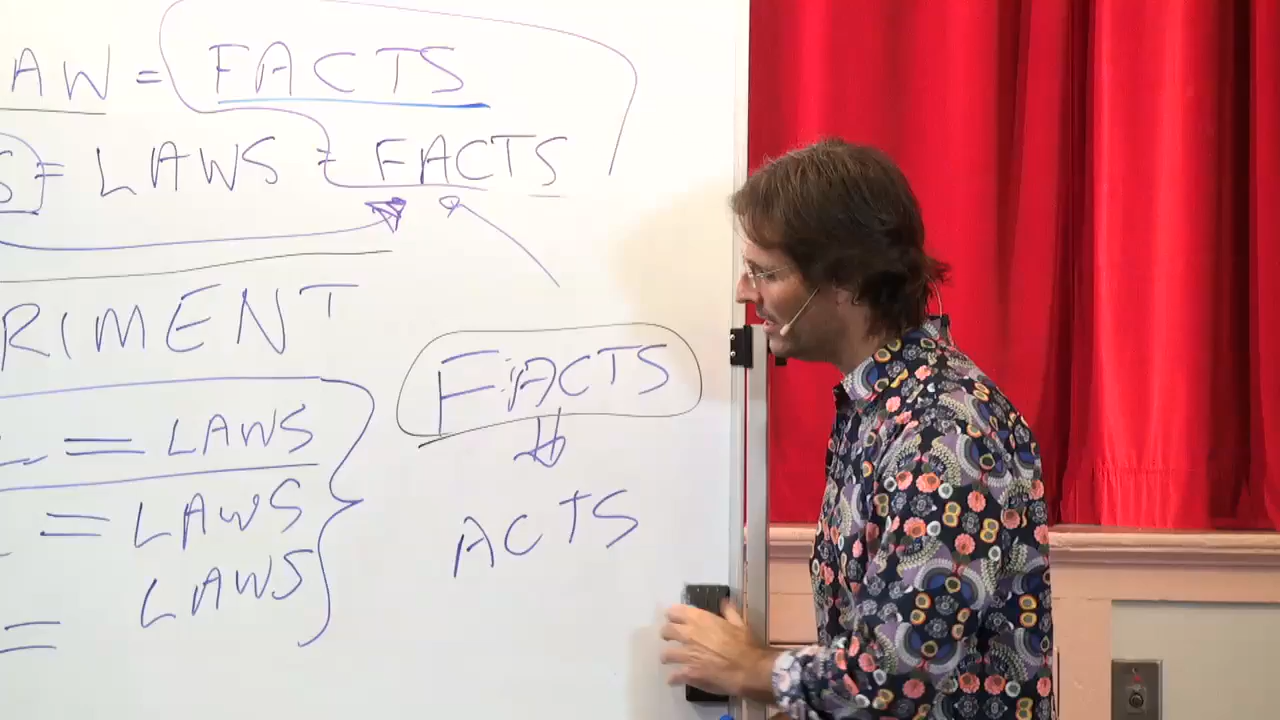 AW = FACTS
S = LAWS = FACTS
RIMENT
FACTS
= LAWS
= LAWS
ACTS
LAWS
=